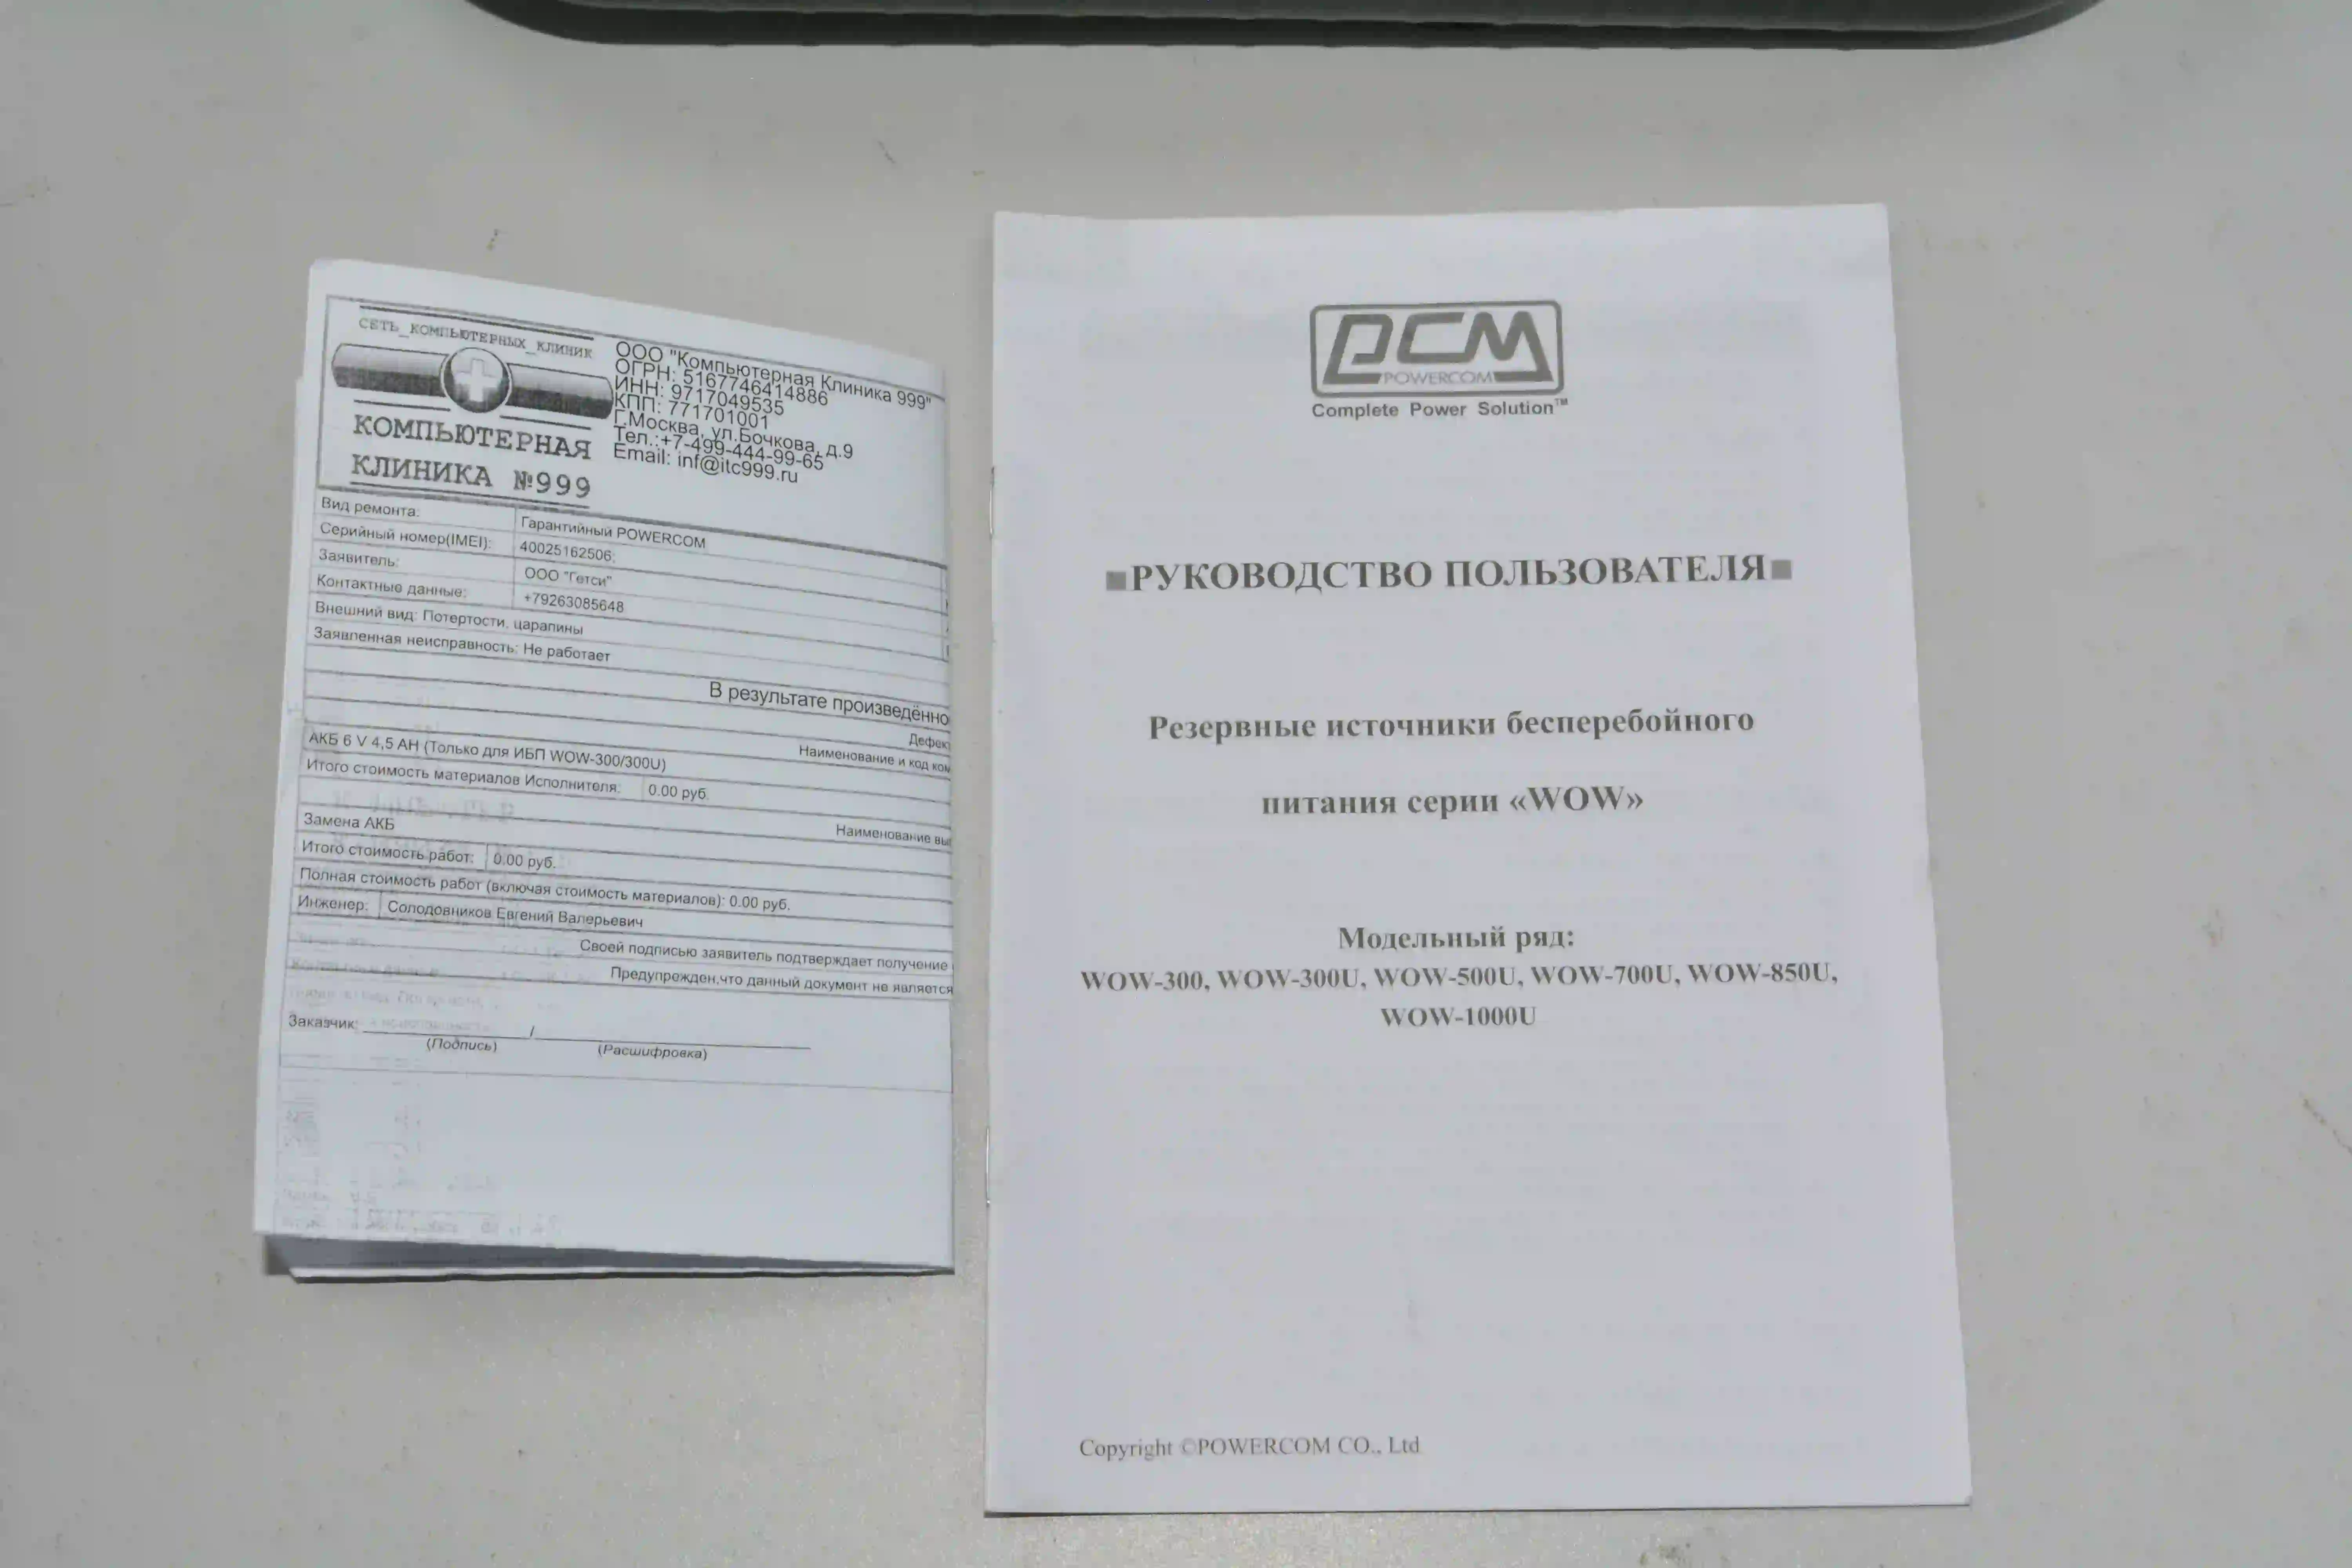 СЕТЬ_КОМПЬЮТЕРНЫХ_КЛИНИК
КОМПЬЮТЕРНАЯ
КЛИНИКА №999
ООО "Компьютерная Клиника 999"
ОГРН: 5167746414886
ИНН: 9717049535
КПП: 771701001
Г.Москва, ул.Бочкова, д.9
Тел.:+7-499-444-99-65
Email: inf@itc999.ru
Вид ремонта: Гарантийный POWERCOM
Серийный номер(IMEI): 40025162506;
Заявитель: ООО "Гетси"
Контактные данные: +79263085648
Внешний вид: Потертости, царапины
Заявленная неисправность: Не работает
В результате произведённо
Дефек
Наименование и код ком
АКБ 6 V 4,5 AH (Только для ИБП WOW-300/300U)
Итого стоимость материалов Исполнителя: 0.00 руб.
Наименование вы
Замена АКБ
Итого стоимость работ: 0.00 руб.
Полная стоимость работ (включая стоимость материалов): 0.00 руб.
Инженер: Солодовников Евгений Валерьевич
Своей подписью заявитель подтверждает получение
Предупрежден,что данный документ не является
Заказчик: /
(Подпись) (Расшифровка)
PCM
POWERCOM
Complete Power Solution™
■РУКОВОДСТВО ПОЛЬЗОВАТЕЛЯ■
Резервные источники бесперебойного
питания серии «WOW»
Модельный ряд:
WOW-300, WOW-300U, WOW-500U, WOW-700U, WOW-850U,
WOW-1000U
Copyright ©POWERCOM CO., Ltd